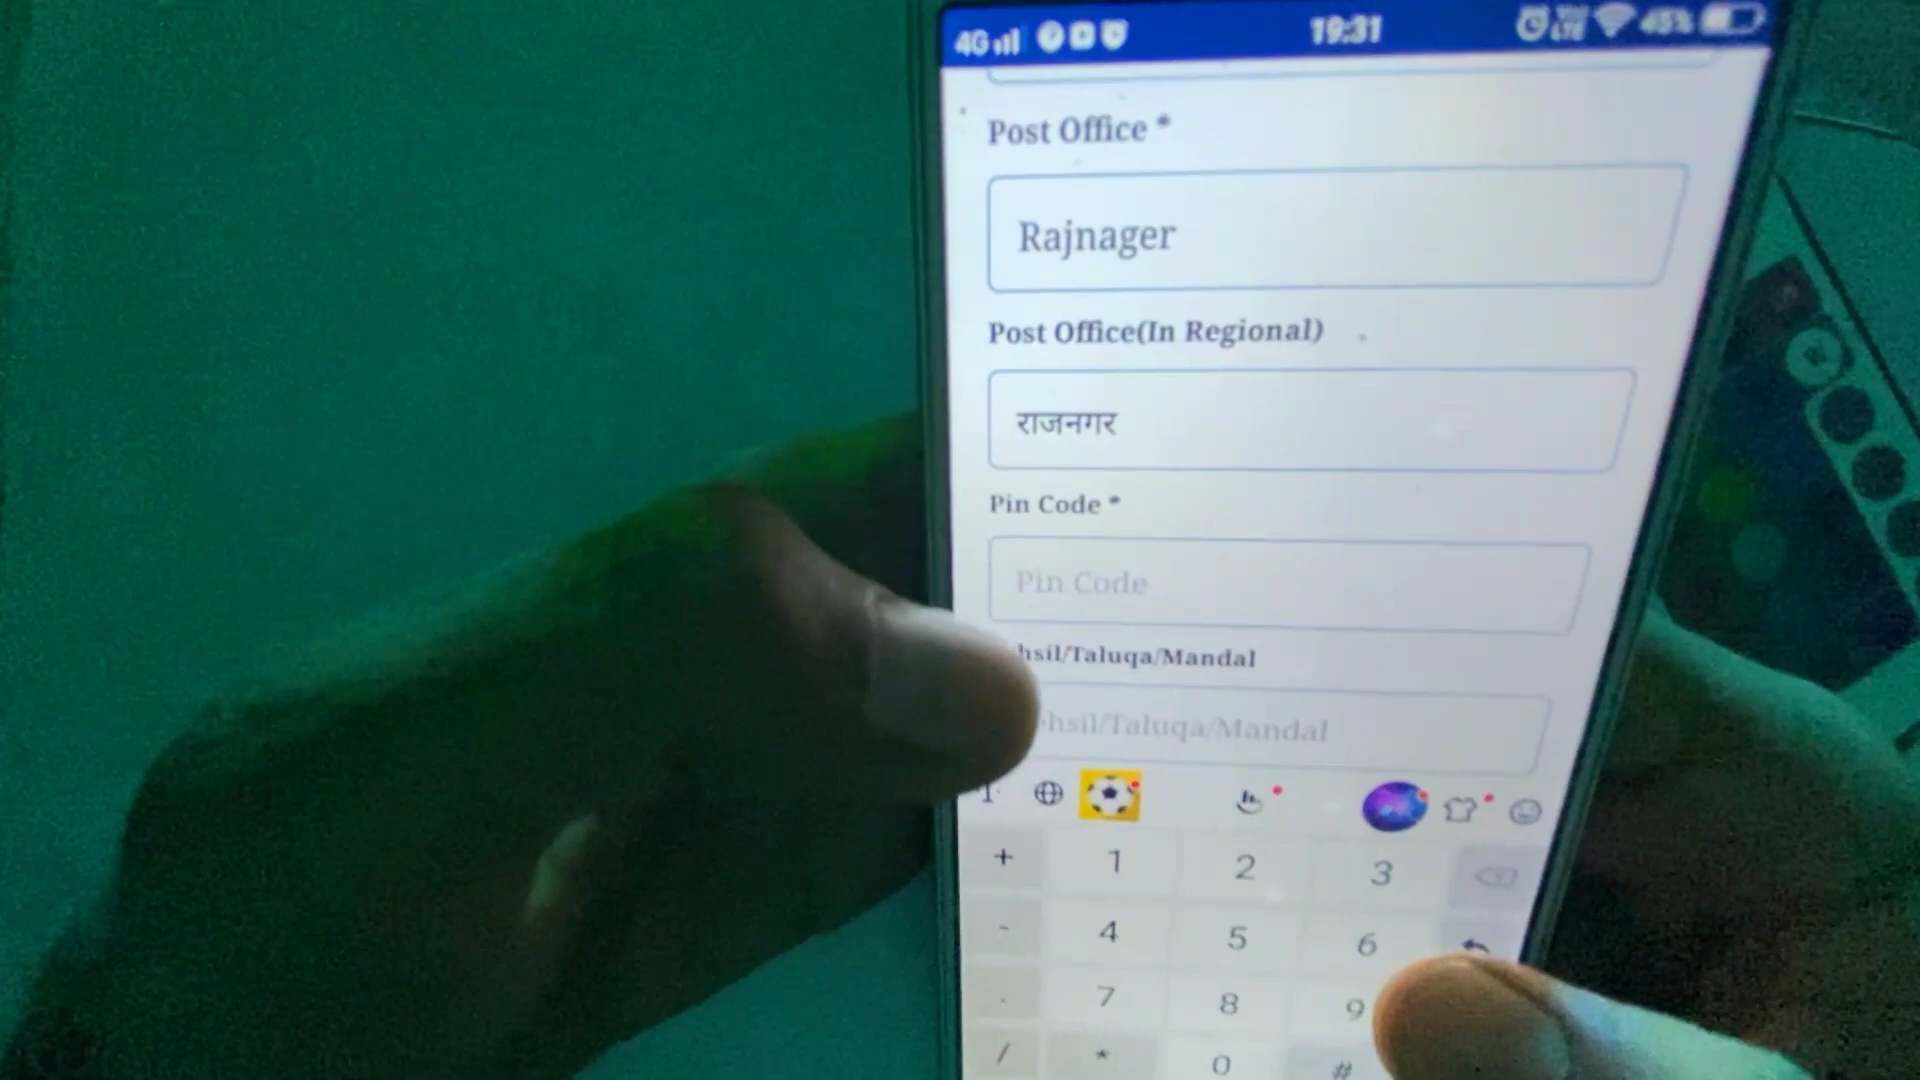 4G 19:31 45%
Post Office *
Rajnager
Post Office(In Regional)
राजनगर
Pin Code *
Pin Code
hsil/Taluqa/Mandal
hsil/Taluqa/Mandal
+ 1 2 3
- 4 5 6
. 7 8 9
/ * 0 #